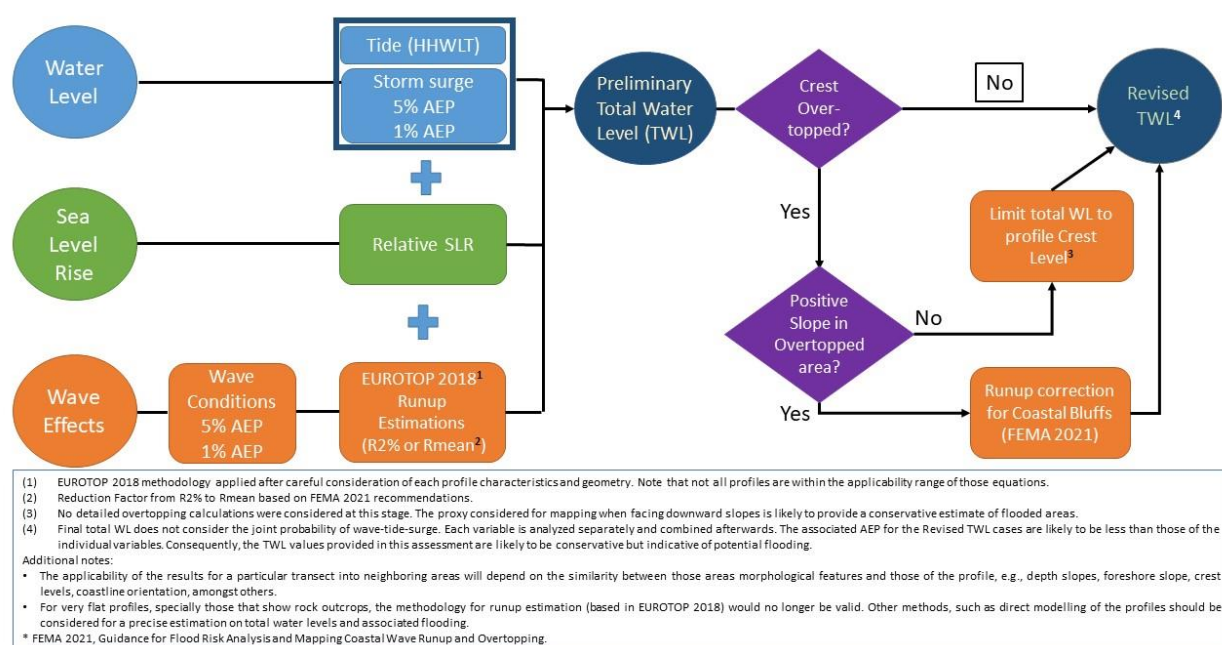 Water
Level
Tide (HHWLT)
Storm surge
5% AEP
1% AEP
Preliminary
Total Water
Level (TWL)
Crest
Over-
topped?
No
Revised
TWL4
Sea
Level
Rise
Relative SLR
Yes
Limit total WL to
profile Crest
Level3
Positive
Slope in
Overtopped
area?
No
Yes
Wave
Effects
Wave
Conditions
5% AEP
1% AEP
EUROTOP 20181
Runup
Estimations
(R2% or Rmean2)
Runup correction
for Coastal Bluffs
(FEMA 2021)
(1) EUROTOP 2018 methodology applied after careful consideration of each profile characteristics and geometry. Note that not all profiles are within the applicability range of those equations.
(2) Reduction Factor from R2% to Rmean based on FEMA 2021 recommendations.
(3) No detailed overtopping calculations were considered at this stage. The proxy considered for mapping when facing downward slopes is likely to provide a conservative estimate of flooded areas.
(4) Final total WL does not consider the joint probability of wave-tide-surge. Each variable is analyzed separately and combined afterwards. The associated AEP for the Revised TWL cases are likely to be less than those of the
individual variables. Consequently, the TWL values provided in this assessment are likely to be conservative but indicative of potential flooding.
Additional notes:
• The applicability of the results for a particular transect into neighboring areas will depend on the similarity between those areas morphological features and those of the profile, e.g., depth slopes, foreshore slope, crest
levels, coastline orientation, amongst others.
• For very flat profiles, specially those that show rock outcrops, the methodology for runup estimation (based in EUROTOP 2018) would no longer be valid. Other methods, such as direct modelling of the profiles should be
considered for a precise estimation on total water levels and associated flooding.
* FEMA 2021, Guidance for Flood Risk Analysis and Mapping Coastal Wave Runup and Overtopping.